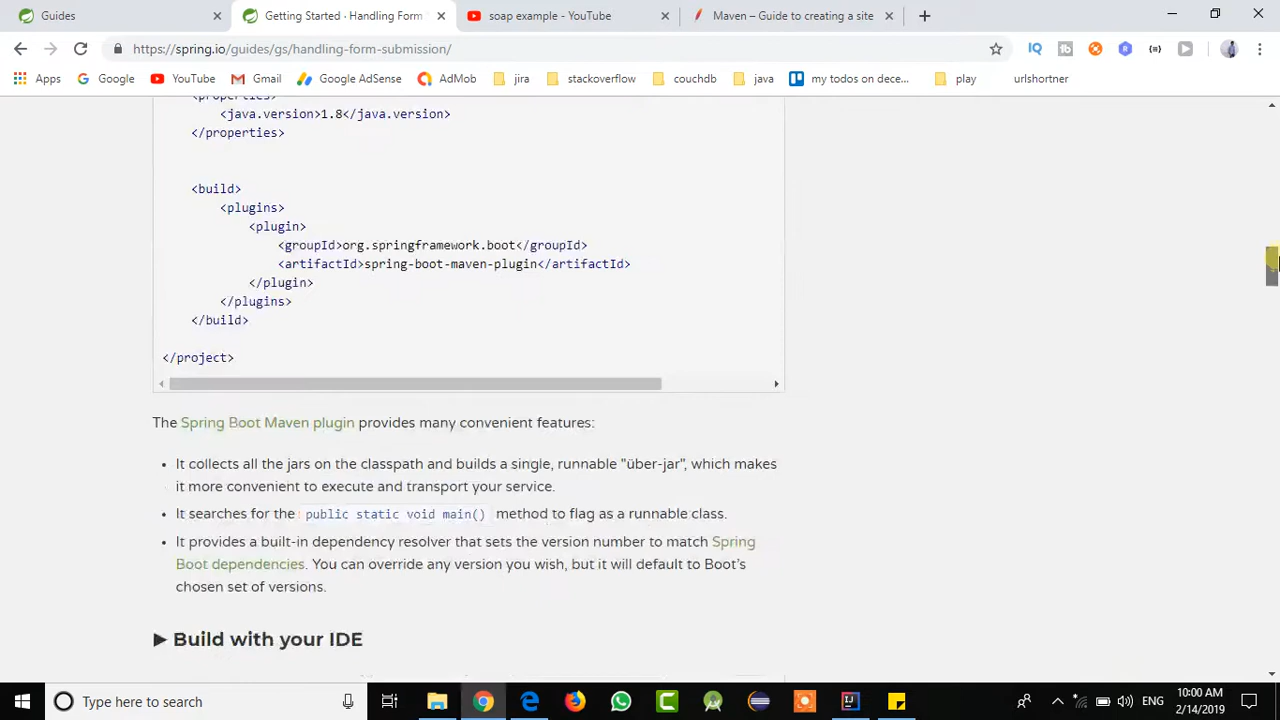 Guides
Getting Started · Handling Form
soap example - YouTube
Maven – Guide to creating a site
https://spring.io/guides/gs/handling-form-submission/
Apps
Google
YouTube
Gmail
Google AdSense
AdMob
jira
stackoverflow
couchdb
java
my todos on dece...
play
urlshortner
<properties>
<java.version>1.8</java.version>
</properties>
<build>
<plugins>
<plugin>
<groupId>org.springframework.boot</groupId>
<artifactId>spring-boot-maven-plugin</artifactId>
</plugin>
</plugins>
</build>
</project>
The Spring Boot Maven plugin provides many convenient features:
• It collects all the jars on the classpath and builds a single, runnable "über-jar", which makes
it more convenient to execute and transport your service.
• It searches for the public static void main() method to flag as a runnable class.
• It provides a built-in dependency resolver that sets the version number to match Spring
Boot dependencies. You can override any version you wish, but it will default to Boot's
chosen set of versions.
► Build with your IDE
Type here to search
ENG
10:00 AM
2/14/2019